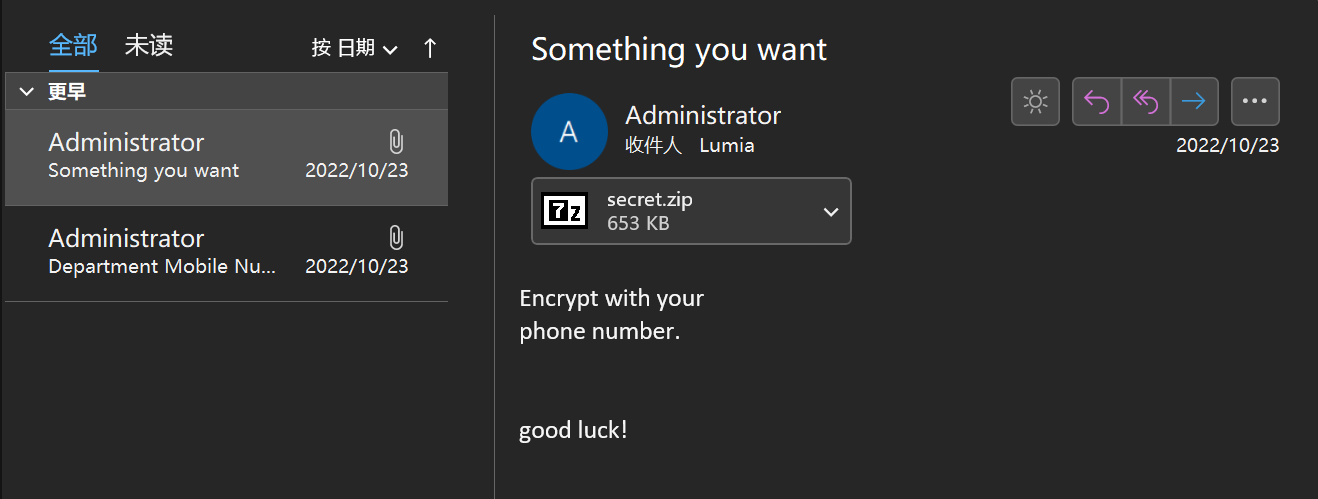 全部 未读 按 日期
更早
Administrator
Something you want 2022/10/23
Administrator
Department Mobile Nu... 2022/10/23
Something you want
A
Administrator
收件人 Lumia
2022/10/23
7z
secret.zip
653 KB
Encrypt with your
phone number.
good luck!